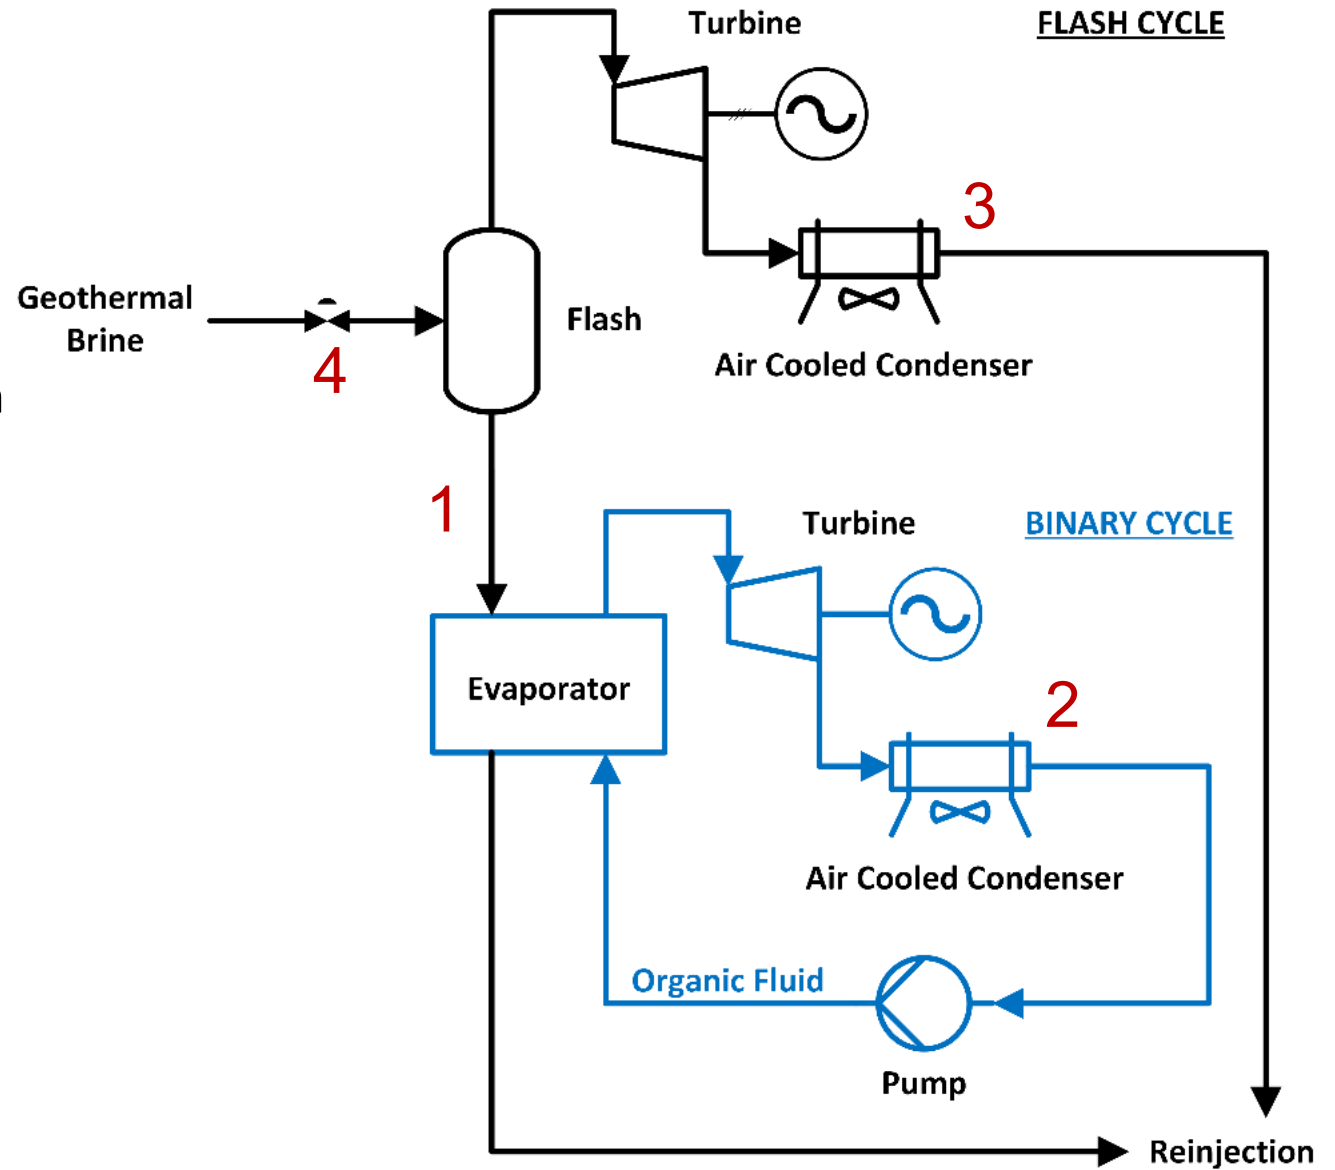 Turbine
FLASH CYCLE
3
Geothermal
Brine
Flash
4
Air Cooled Condenser
1
Turbine
BINARY CYCLE
Evaporator
2
Air Cooled Condenser
Organic Fluid
Pump
Reinjection